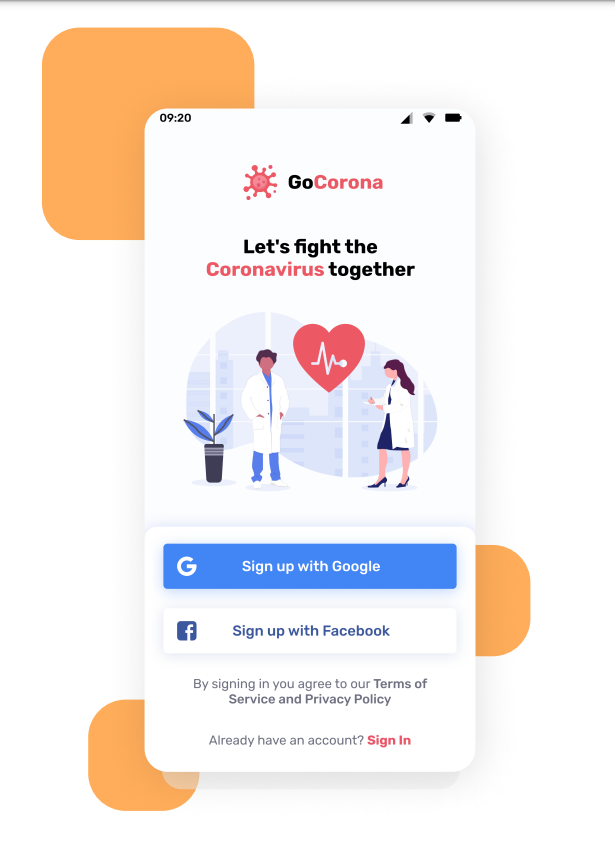 09:20
GoCorona
Let's fight the
Coronavirus together
Sign up with Google
Sign up with Facebook
By signing in you agree to our Terms of
Service and Privacy Policy
Already have an account? Sign In